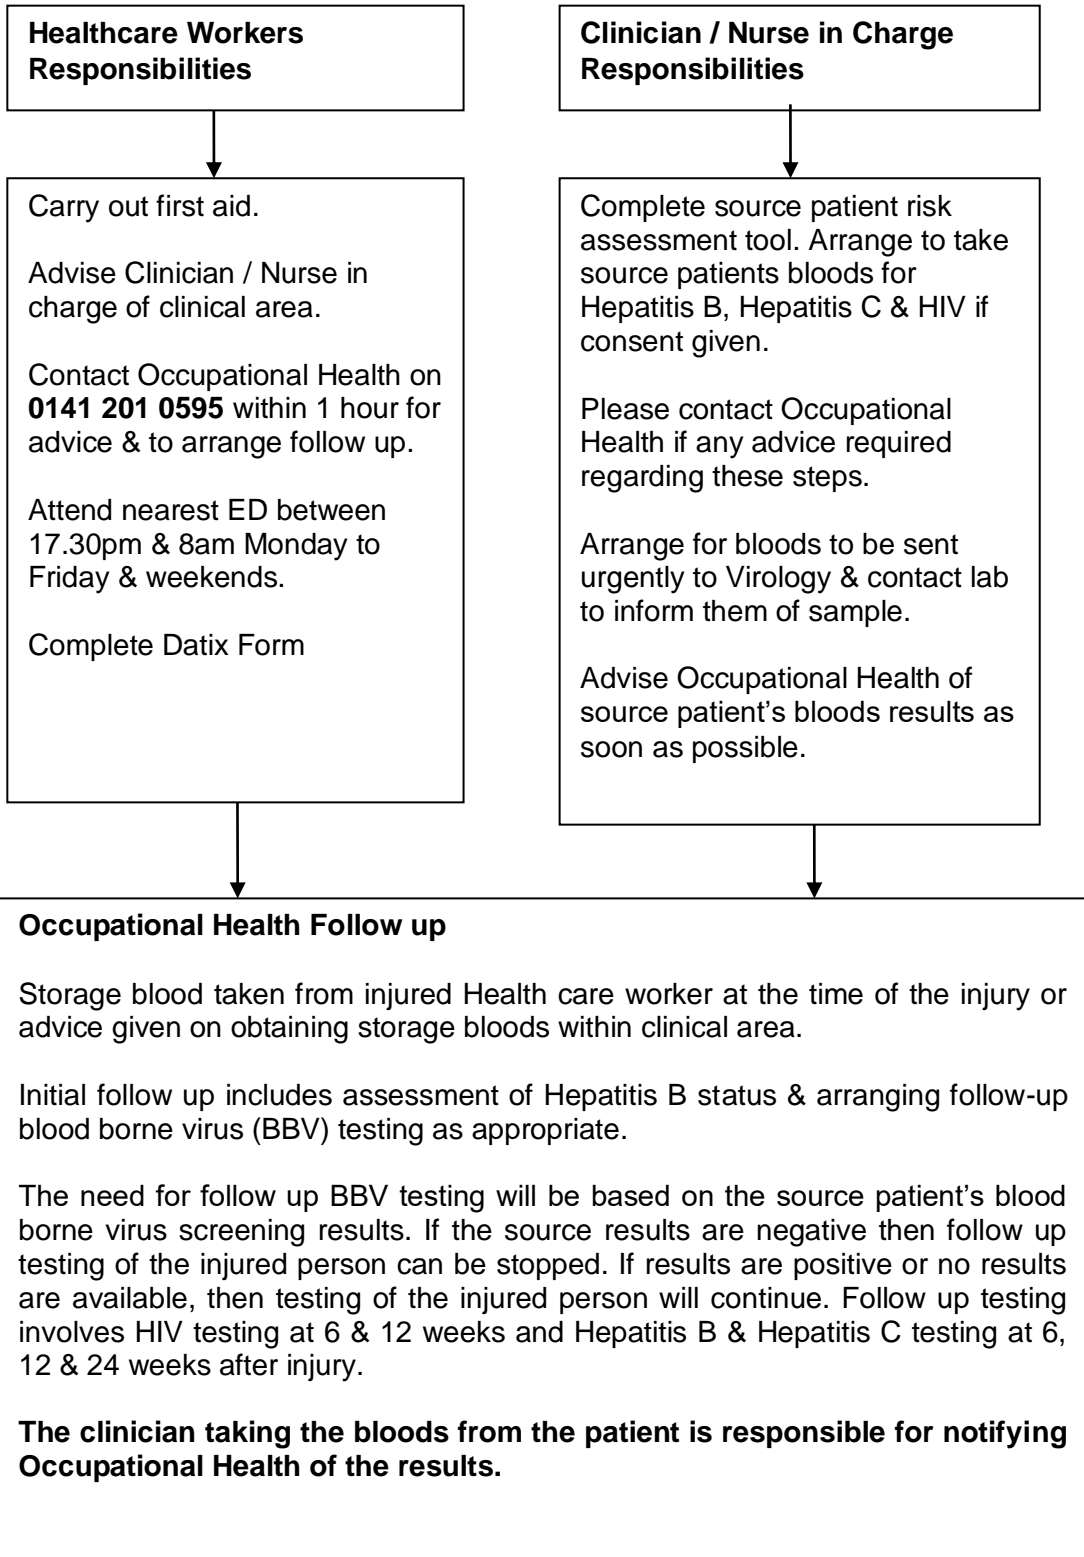 Healthcare Workers
Responsibilities
Carry out first aid.
Advise Clinician / Nurse in
charge of clinical area.
Contact Occupational Health on
0141 201 0595 within 1 hour for
advice & to arrange follow up.
Attend nearest ED between
17.30pm & 8am Monday to
Friday & weekends.
Complete Datix Form
Clinician / Nurse in Charge
Responsibilities
Complete source patient risk
assessment tool. Arrange to take
source patients bloods for
Hepatitis B, Hepatitis C & HIV if
consent given.
Please contact Occupational
Health if any advice required
regarding these steps.
Arrange for bloods to be sent
urgently to Virology & contact lab
to inform them of sample.
Advise Occupational Health of
source patient’s bloods results as
soon as possible.
Occupational Health Follow up
Storage blood taken from injured Health care worker at the time of the injury or
advice given on obtaining storage bloods within clinical area.
Initial follow up includes assessment of Hepatitis B status & arranging follow-up
blood borne virus (BBV) testing as appropriate.
The need for follow up BBV testing will be based on the source patient’s blood
borne virus screening results. If the source results are negative then follow up
testing of the injured person can be stopped. If results are positive or no results
are available, then testing of the injured person will continue. Follow up testing
involves HIV testing at 6 & 12 weeks and Hepatitis B & Hepatitis C testing at 6,
12 & 24 weeks after injury.
The clinician taking the bloods from the patient is responsible for notifying
Occupational Health of the results.